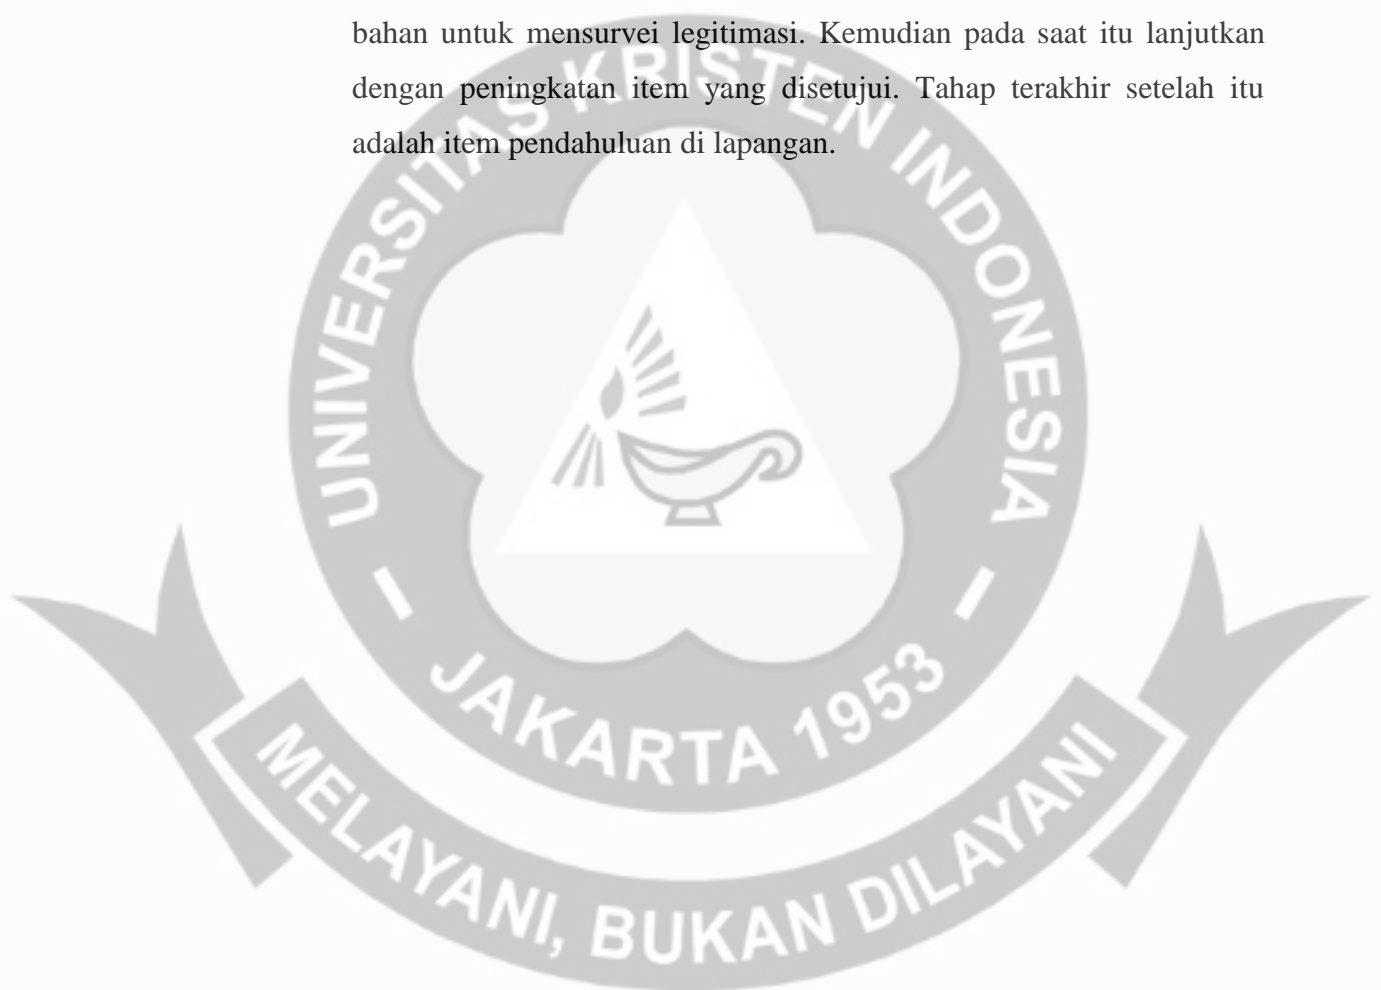 bahan untuk mensurvei legitimasi. Kemudian pada saat itu lanjutkan
dengan peningkatan item yang disetujui. Tahap terakhir setelah itu
adalah item pendahuluan di lapangan.
UNIVERSITAS KRISTEN INDONESIA
JAKARTA 1953
MELAYANI, BUKAN DILAYANI